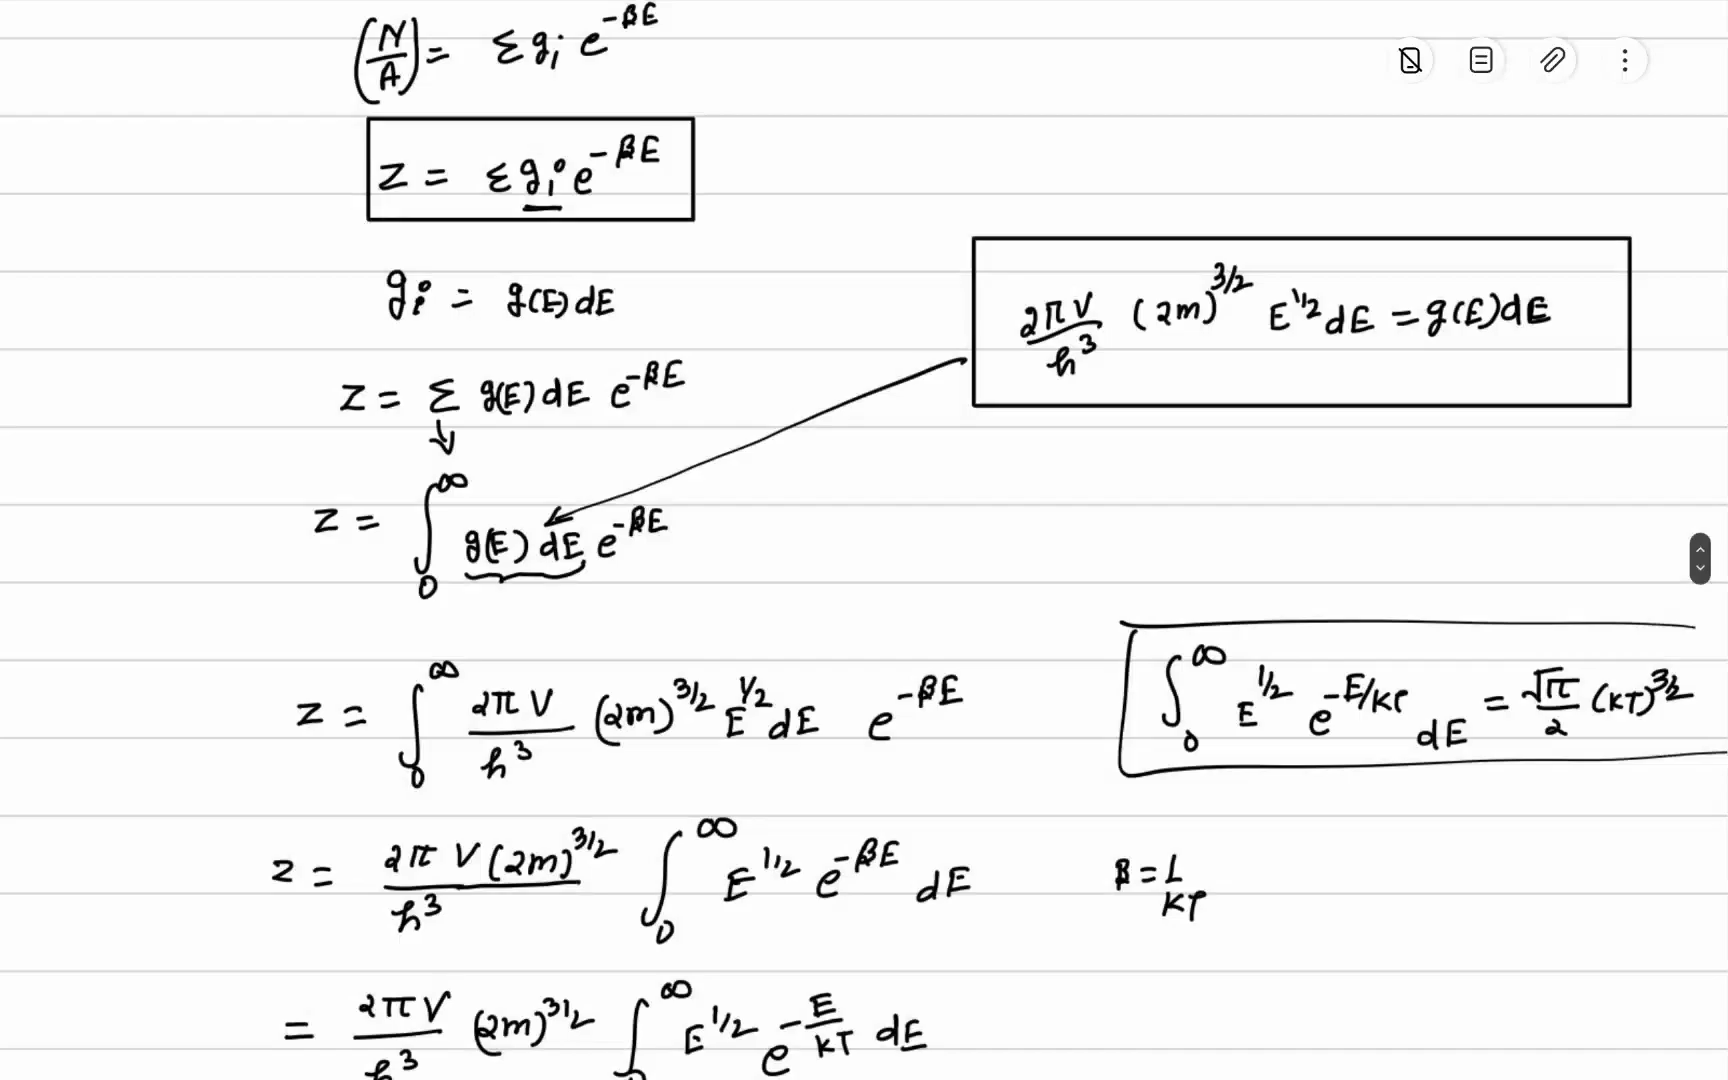 (N/A) = Σ gᵢ e^{-βE}
Z = Σ gᵢ e^{-βE}
gᵢ = g(E) dE
2πV/h³ (2m)^{3/2} E^{1/2} dE = g(E) dE
Z = Σ g(E) dE e^{-βE}
Z = ∫₀^∞ g(E) dE e^{-βE}
Z = ∫₀^∞ 2πV/h³ (2m)^{3/2} E^{1/2} dE e^{-βE}
∫₀^∞ E^{1/2} e^{-E/KT} dE = √π/2 (KT)^{3/2}
Z = 2πV(2m)^{3/2}/h³ ∫₀^∞ E^{1/2} e^{-βE} dE
β = 1/KT
= 2πV/h³ (2m)^{3/2} ∫₀^∞ E^{1/2} e^{-E/KT} dE